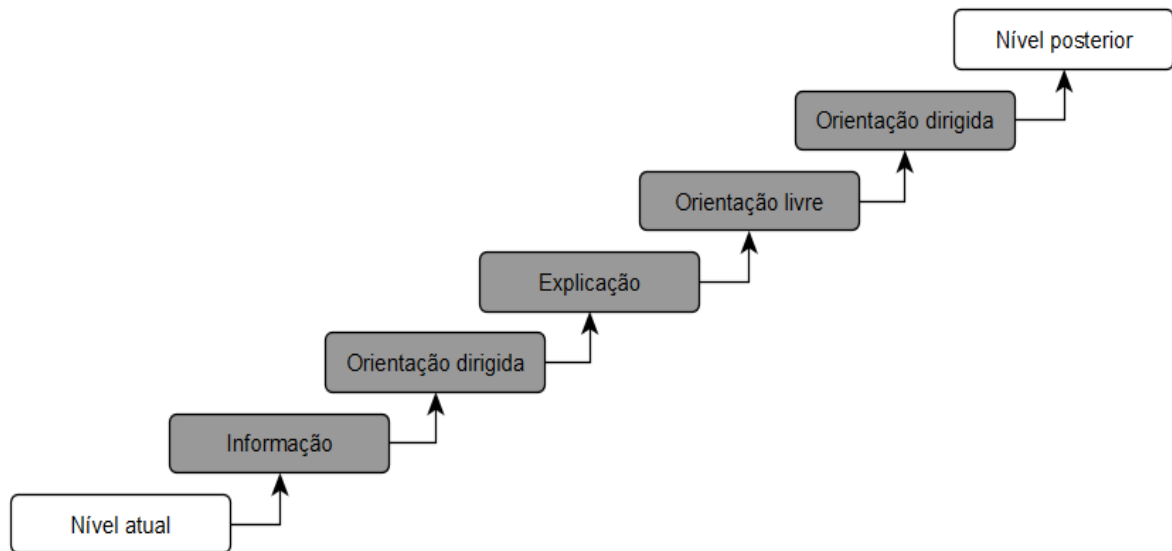 Nível posterior
Orientação dirigida
Orientação livre
Explicação
Orientação dirigida
Informação
Nível atual